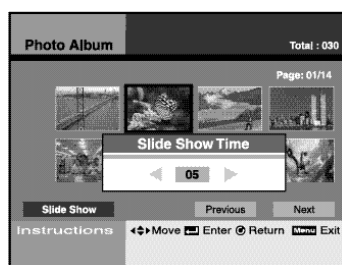 Photo Album Total : 030
Page: 01/14
Slide Show Time
05
Slide Show Previous Next
Instructions Move Enter Return Menu Exit